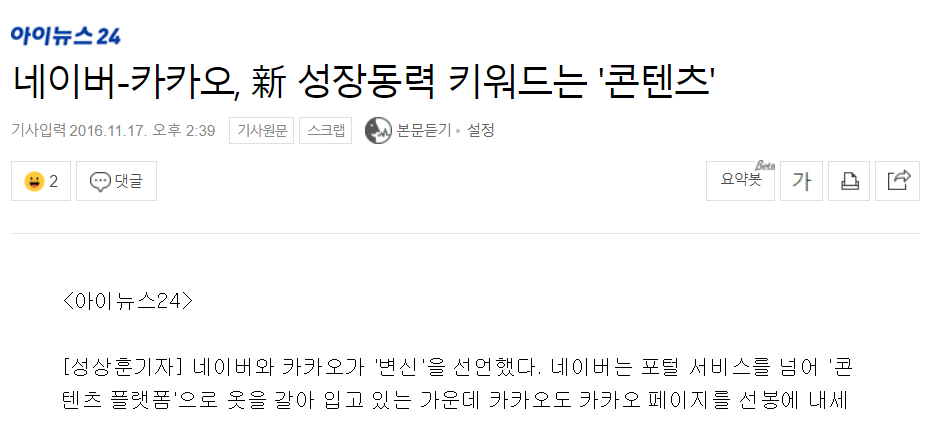 아이뉴스24
네이버-카카오, 新 성장동력 키워드는 '콘텐츠'
기사입력 2016.11.17. 오후 2:39 기사원문 스크랩 본문듣기 설정
2 댓글 요약봇 Beta 가
<아이뉴스24>
[성상훈기자] 네이버와 카카오가 '변신'을 선언했다. 네이버는 포털 서비스를 넘어 '콘
텐츠 플랫폼'으로 옷을 갈아 입고 있는 가운데 카카오도 카카오 페이지를 선봉에 내세